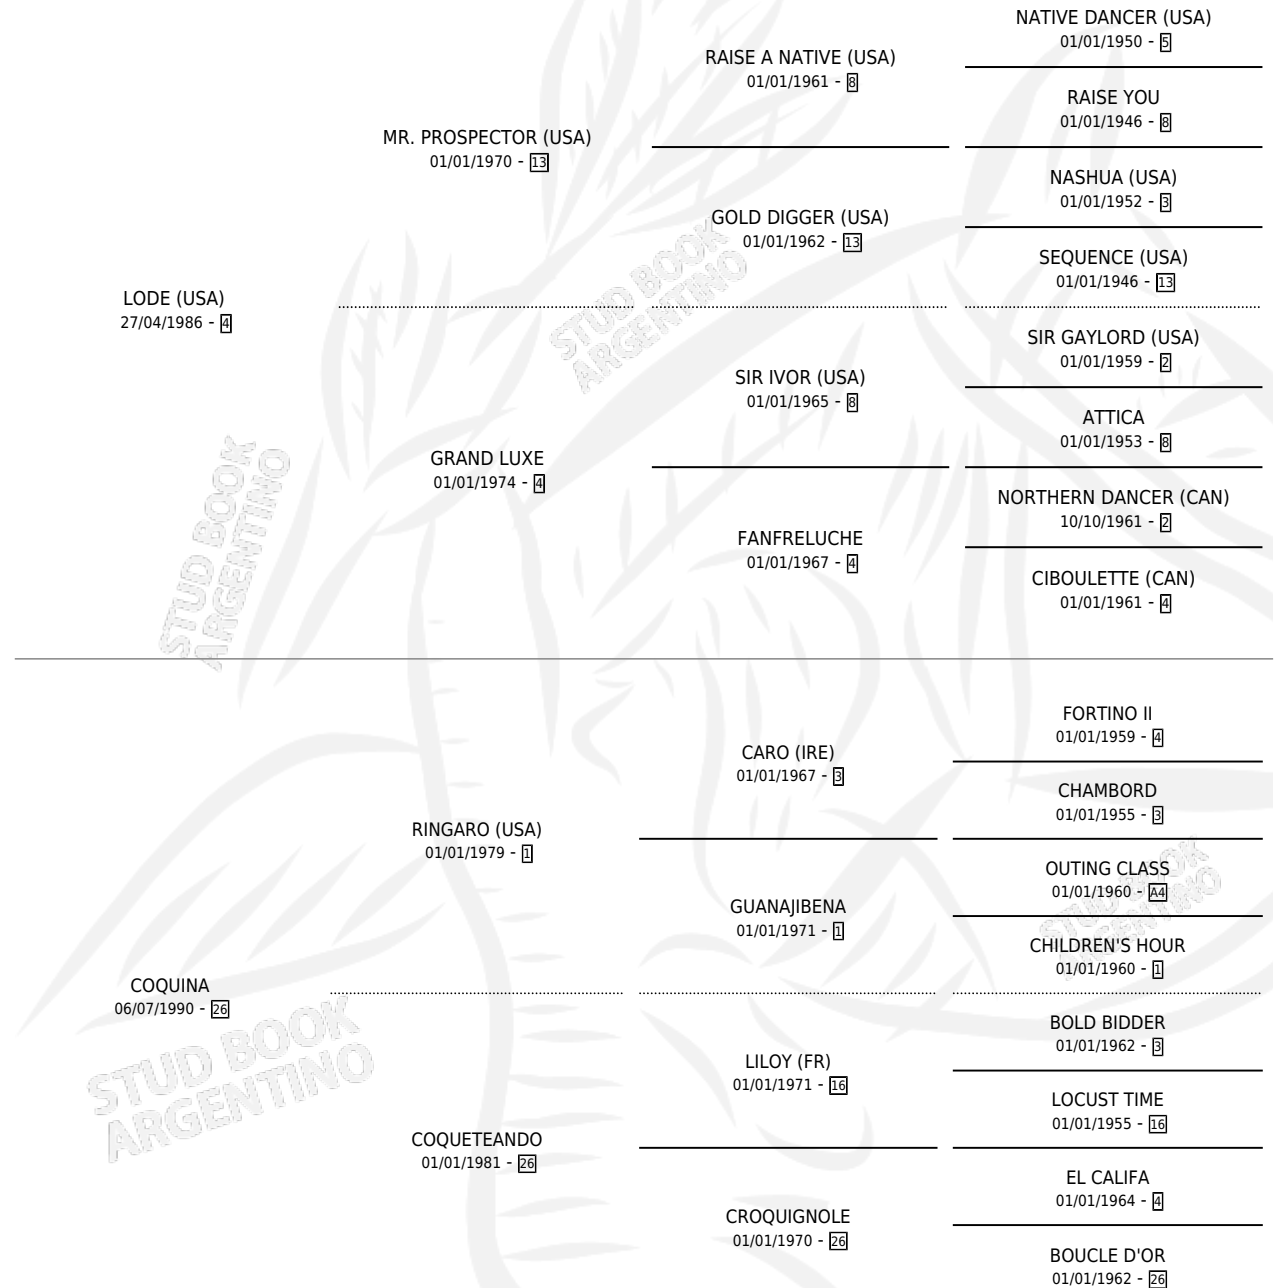 NATIVE DANCER (USA)
01/01/1950 - 5
RAISE A NATIVE (USA)
01/01/1961 - 8
RAISE YOU
01/01/1946 - 8
MR. PROSPECTOR (USA)
01/01/1970 - 13
NASHUA (USA)
01/01/1952 - 3
GOLD DIGGER (USA)
01/01/1962 - 13
SEQUENCE (USA)
01/01/1946 - 13
LODE (USA)
27/04/1986 - 4
SIR GAYLORD (USA)
01/01/1959 - 2
SIR IVOR (USA)
01/01/1965 - 8
ATTICA
01/01/1953 - 8
GRAND LUXE
01/01/1974 - 4
NORTHERN DANCER (CAN)
10/10/1961 - 2
FANFRELUCHE
01/01/1967 - 4
CIBOULETTE (CAN)
01/01/1961 - 4
FORTINO II
01/01/1959 - 4
CARO (IRE)
01/01/1967 - 3
CHAMBORD
01/01/1955 - 3
RINGARO (USA)
01/01/1979 - 1
OUTING CLASS
01/01/1960 - A4
GUANAJIBENA
01/01/1971 - 1
CHILDREN'S HOUR
01/01/1960 - 1
COQUINA
06/07/1990 - 26
BOLD BIDDER
01/01/1962 - 3
LILOY (FR)
01/01/1971 - 16
LOCUST TIME
01/01/1955 - 16
COQUETEANDO
01/01/1981 - 26
EL CALIFA
01/01/1964 - 4
CROQUIGNOLE
01/01/1970 - 26
BOUCLE D'OR
01/01/1962 - 26
STUD BOOK
ARGENTINO
STUD BOOK
ARGENTINO
STUD BOOK
ARGENTINO
STUD BOOK
ARGENTINO